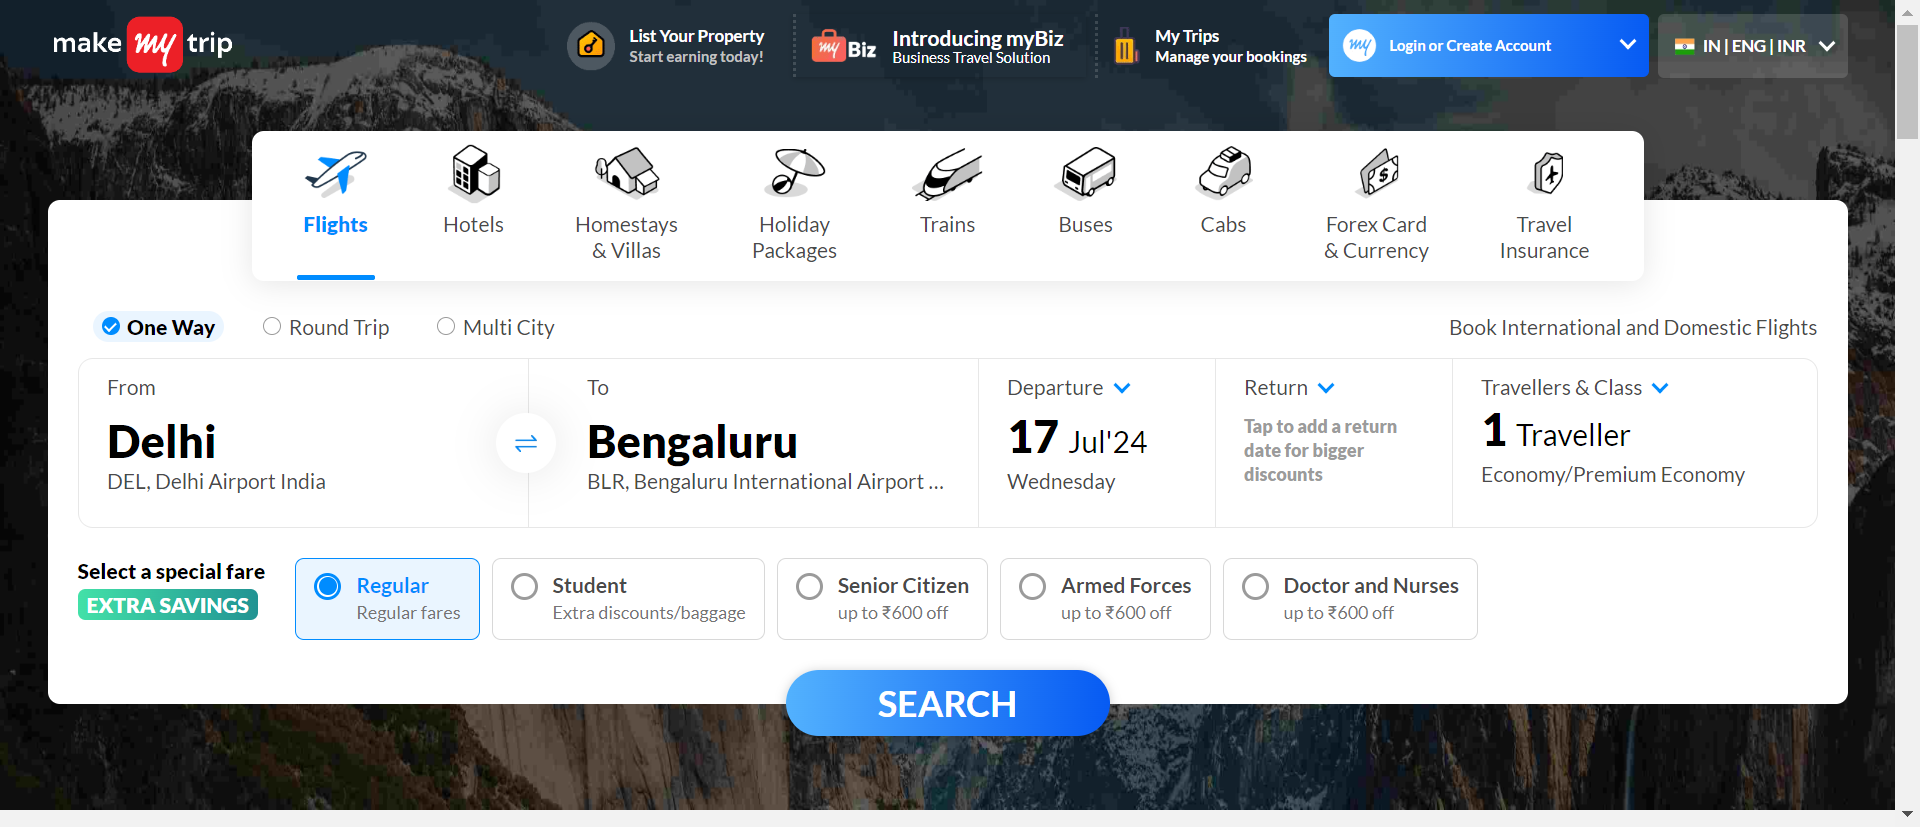 make my trip
List Your Property
Start earning today!
my Biz
Introducing myBiz
Business Travel Solution
My Trips
Manage your bookings
my
Login or Create Account
IN | ENG | INR
Flights
Hotels
Homestays
& Villas
Holiday
Packages
Trains
Buses
Cabs
Forex Card
& Currency
Travel
Insurance
One Way
Round Trip
Multi City
Book International and Domestic Flights
From
Delhi
DEL, Delhi Airport India
To
Bengaluru
BLR, Bengaluru International Airport ...
Departure
17 Jul'24
Wednesday
Return
Tap to add a return
date for bigger
discounts
Travellers & Class
1 Traveller
Economy/Premium Economy
Select a special fare
EXTRA SAVINGS
Regular
Regular fares
Student
Extra discounts/baggage
Senior Citizen
up to ₹600 off
Armed Forces
up to ₹600 off
Doctor and Nurses
up to ₹600 off
SEARCH